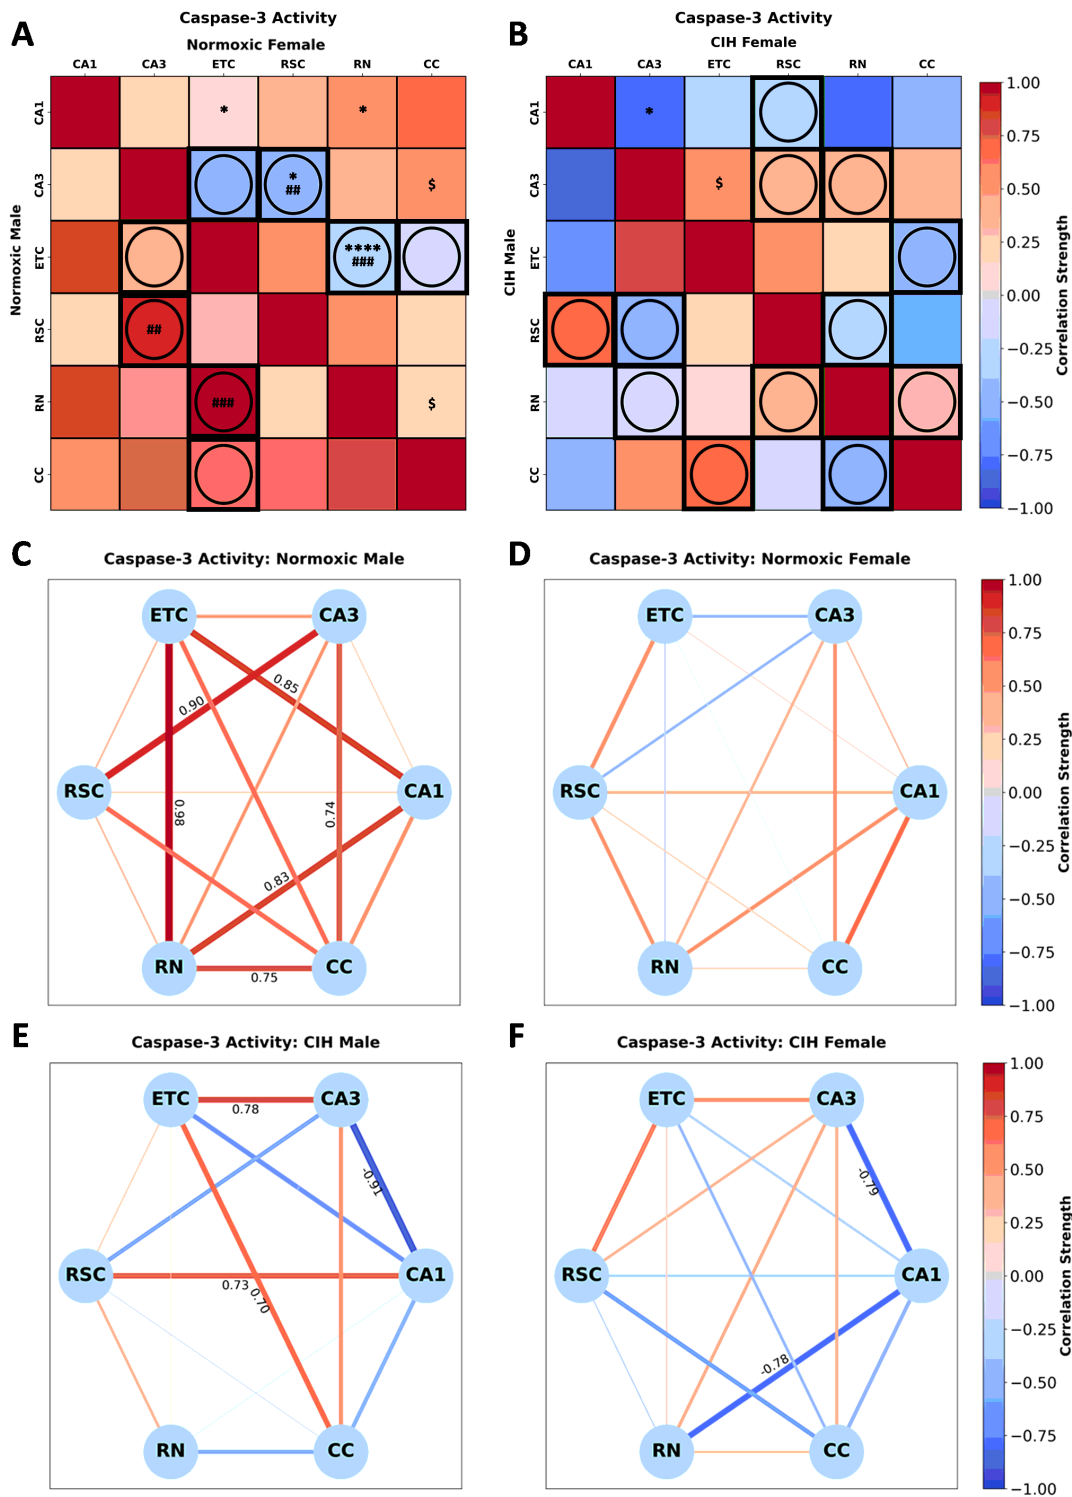 A
Caspase-3 Activity
Normoxic Female
CA1 CA3 ETC RSC RN CC
Normoxic Male
CA1
CA3
ETC
RSC
RN
CC
* *
*
## $
****
###
##
### $
B
Caspase-3 Activity
CIH Female
CA1 CA3 ETC RSC RN CC
CIH Male
CA1
CA3
ETC
RSC
RN
CC
*
$
1.00
0.75
0.50
0.25
0.00
−0.25
−0.50
−0.75
−1.00
Correlation Strength
C
Caspase-3 Activity: Normoxic Male
ETC CA3
0.85
0.90
RSC CA1
0.98
0.74
0.83
RN CC
0.75
D
Caspase-3 Activity: Normoxic Female
ETC CA3
RSC CA1
RN CC
1.00
0.75
0.50
0.25
0.00
−0.25
−0.50
−0.75
−1.00
Correlation Strength
E
Caspase-3 Activity: CIH Male
ETC CA3
0.78
-0.91
RSC CA1
0.73
0.70
RN CC
F
Caspase-3 Activity: CIH Female
ETC CA3
-0.79
RSC CA1
-0.78
RN CC
1.00
0.75
0.50
0.25
0.00
−0.25
−0.50
−0.75
−1.00
Correlation Strength